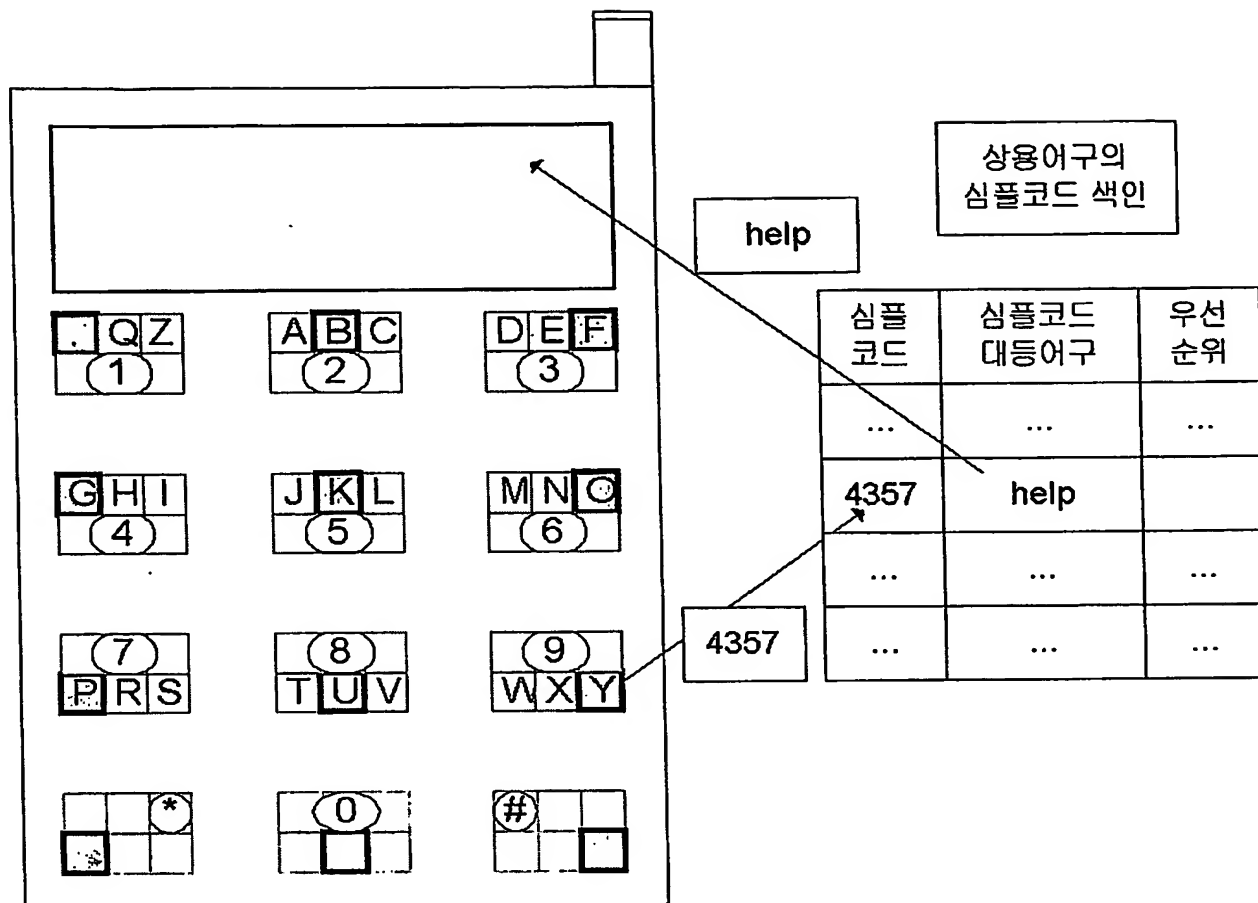 상용어구의
심플코드 색인
help
심플 코드
심플코드 대등어구
우선 순위
... ... ...
4357 help
... ... ...
... ... ...
4357
. Q Z
1
A B C
2
D E F
3
G H I
4
J K L
5
M N O
6
7
P R S
8
T U V
9
W X Y
*
0
#